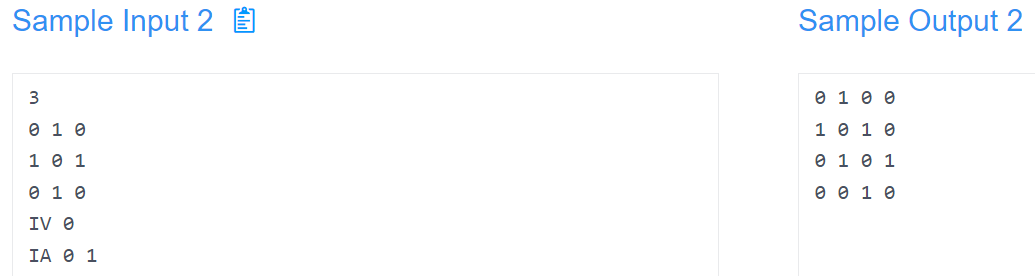 Sample Input 2
3
0 1 0
1 0 1
0 1 0
IV 0
IA 0 1
Sample Output 2
0 1 0 0
1 0 1 0
0 1 0 1
0 0 1 0